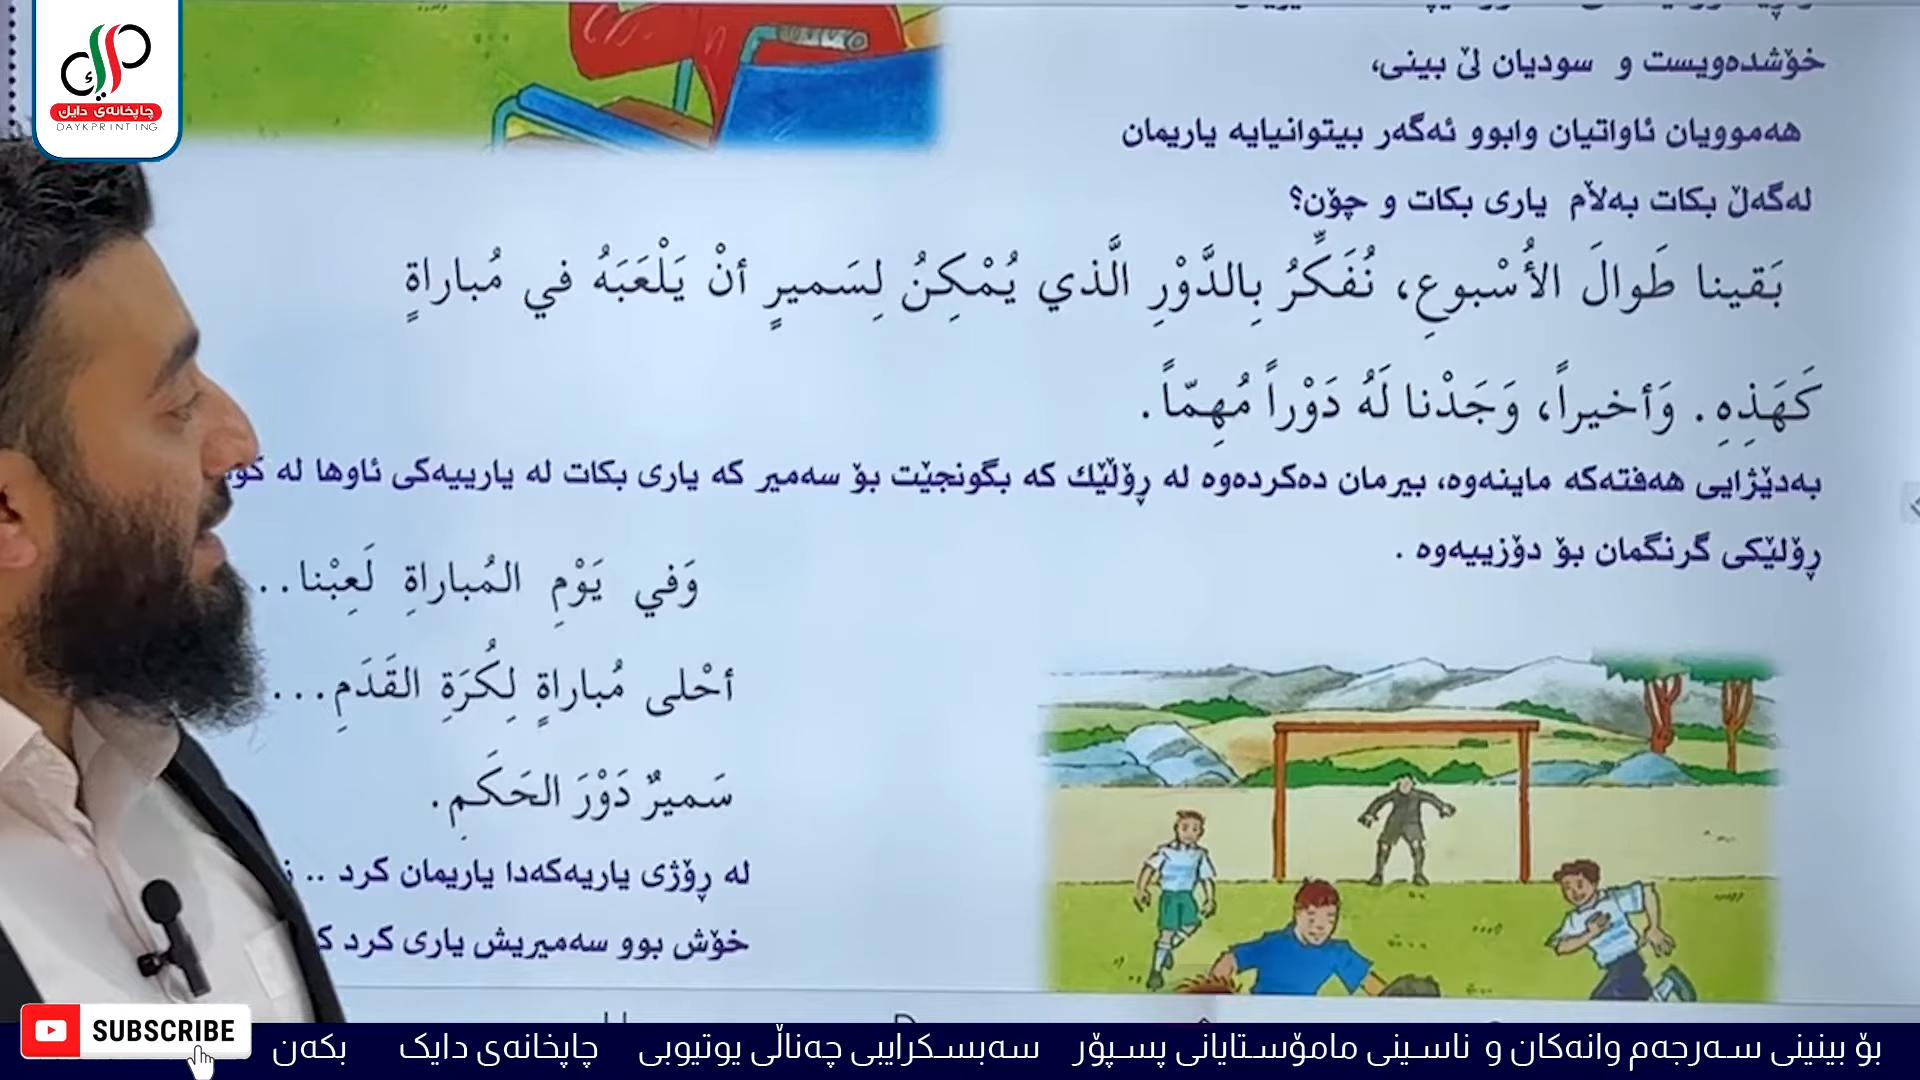 خۆشدەویست و سودیان لێ بینی،
هەموویان ئاواتیان وابوو ئەگەر بیتوانیایە یاریمان
لەگەڵ بکات بەڵام یاری بکات و چۆن؟
بَقينا طَوالَ الأُسْبوعِ، نُفَكِّرُ بِالدَّوْرِ الَّذي يُمْكِنُ لِسَميرٍ أنْ يَلْعَبَهُ في مُباراةٍ
كَهَذِهِ. وَأخيراً، وَجَدْنا لَهُ دَوْراً مُهِمّاً.
بەدێژایی هەفتەکە ماینەوە، بیرمان دەکردەوە لە ڕۆڵێك کە بگونجێت بۆ سەمیر کە یاری بکات لە یارییەکی ئاوها لە
ڕۆلێکی گرنگمان بۆ دۆزییەوە .
وَفي يَوْمِ المُباراةِ لَعِبْنا..
أحْلى مُباراةٍ لِكُرَةِ القَدَمِ...
سَميرٌ دَوْرَ الحَكَمِ.
لە ڕۆژی یاریەکەدا یاریمان کرد ..
خۆش بوو سەمیریش یاری کرد
چاپخانەی دایك
DAYKPRINTING
SUBSCRIBE
بۆ بینینی سەرجەم وانەکان و ناسینی مامۆستایانی پسپۆر سەبسکرایبی چەناڵی یوتیوبی چاپخانەی دایک بکەن